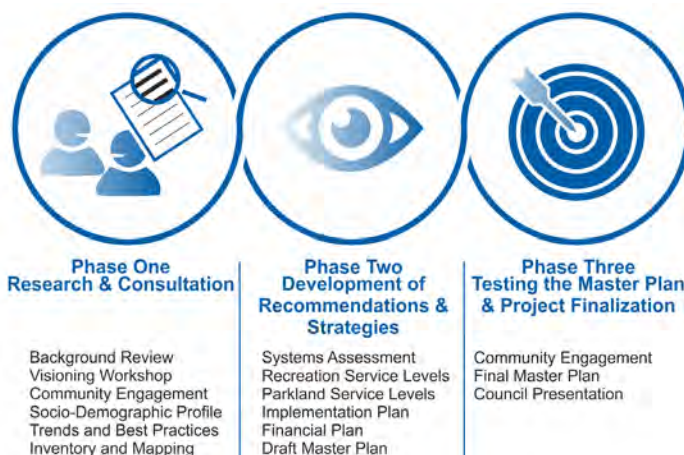 Phase One
Research & Consultation
Background Review
Visioning Workshop
Community Engagement
Socio-Demographic Profile
Trends and Best Practices
Inventory and Mapping
Phase Two
Development of
Recommendations &
Strategies
Systems Assessment
Recreation Service Levels
Parkland Service Levels
Implementation Plan
Financial Plan
Draft Master Plan
Phase Three
Testing the Master Plan
& Project Finalization
Community Engagement
Final Master Plan
Council Presentation